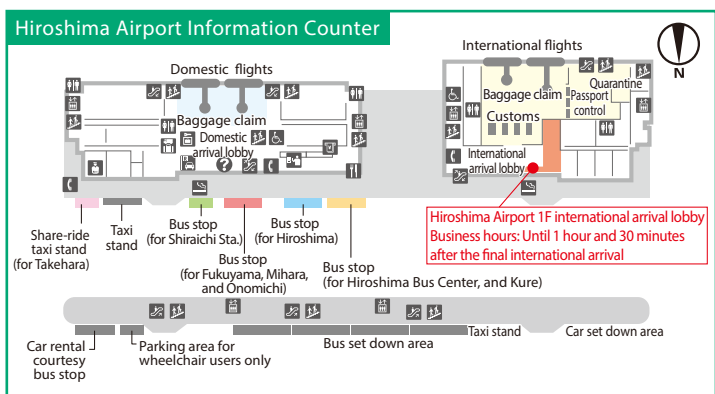 Hiroshima Airport Information Counter
International flights
N
Domestic flights
Quarantine
Baggage claim
Passport
control
Baggage claim
Customs
Domestic
arrival lobby
?
International
arrival lobby
Hiroshima Airport 1F international arrival lobby
Business hours: Until 1 hour and 30 minutes
after the final international arrival
Share-ride
taxi stand
(for Takehara)
Taxi
stand
Bus stop
(for Shiraichi Sta.)
Bus stop
(for Fukuyama, Mihara,
and Onomichi)
Bus stop
(for Hiroshima)
Bus stop
(for Hiroshima Bus Center, and Kure)
Car rental
courtesy
bus stop
Parking area for
wheelchair users only
Bus set down area
Taxi stand
Car set down area